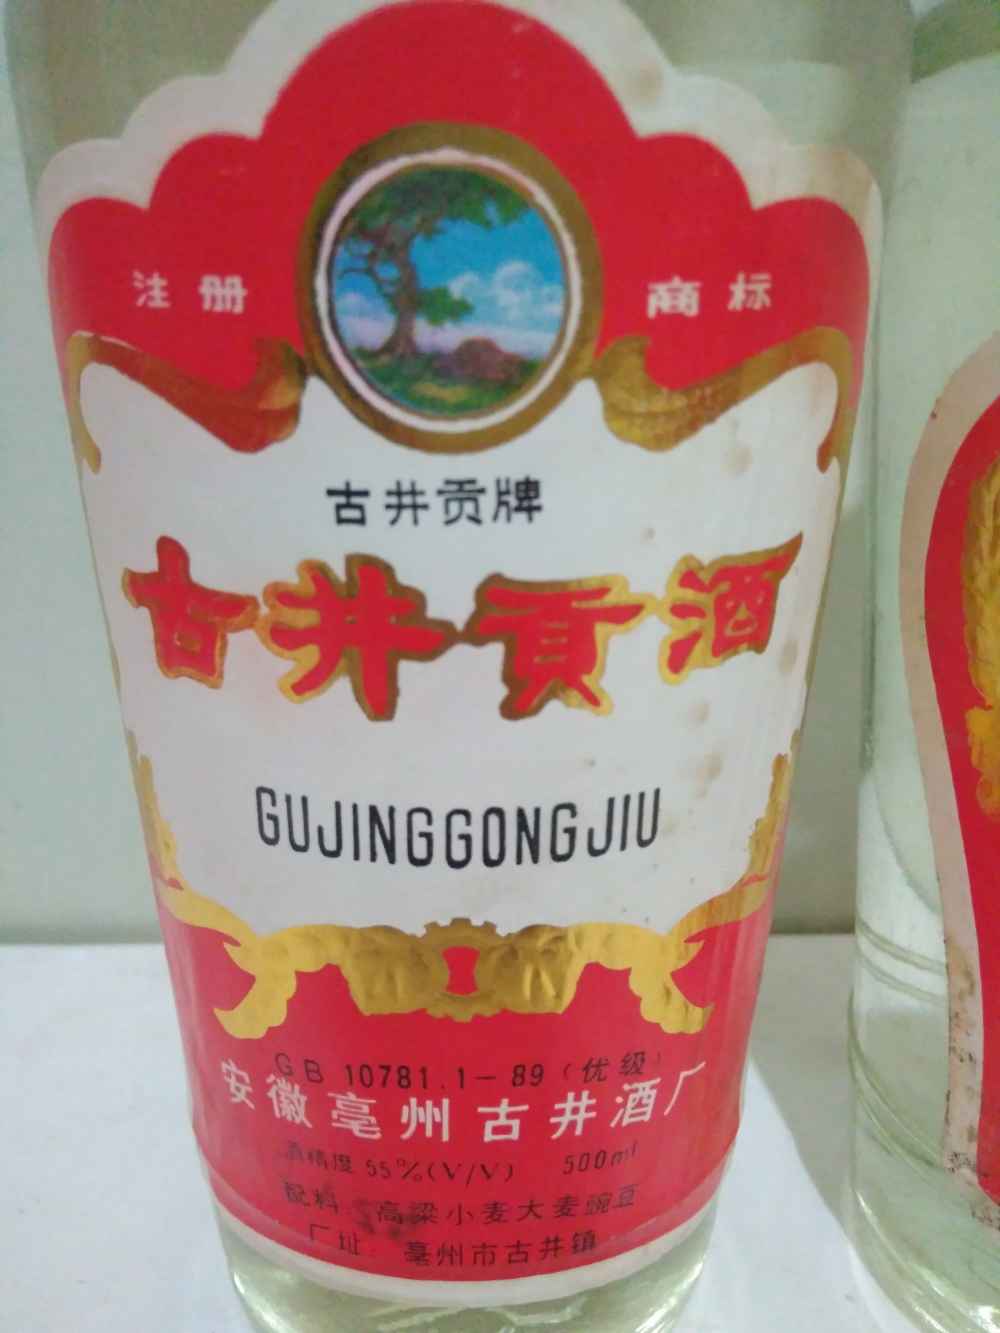 注册 商标
古井贡牌
古井贡酒
GUJINGGONGJIU
GB 10781.1-89(优级)
安徽亳州古井酒厂
酒精度 55%(V/V) 500ml
配料:高梁小麦大麦豌豆
厂址:亳州市古井镇